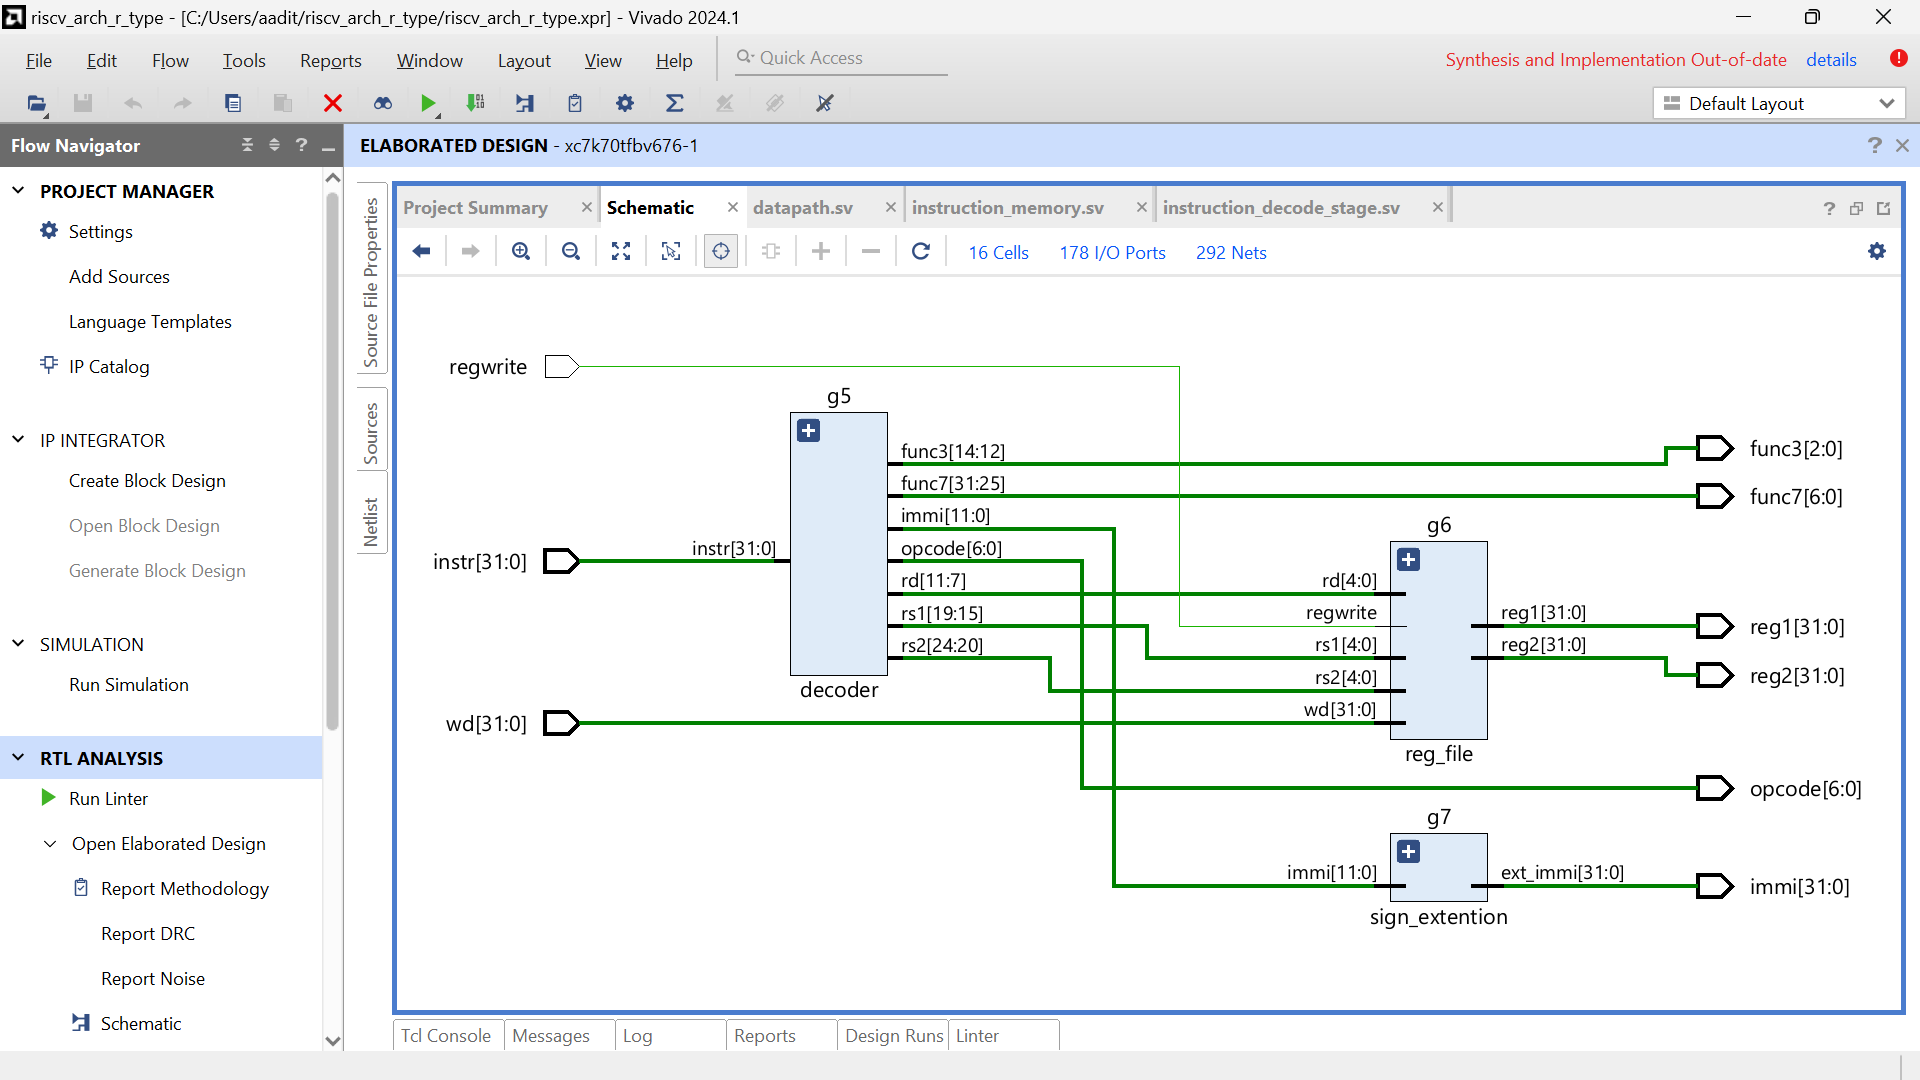 riscv_arch_r_type - [C:/Users/aadit/riscv_arch_r_type/riscv_arch_r_type.xpr] - Vivado 2024.1
File Edit Flow Tools Reports Window Layout View Help Quick Access
Synthesis and Implementation Out-of-date details
Default Layout
Flow Navigator
ELABORATED DESIGN - xc7k70tfbv676-1
PROJECT MANAGER
Settings
Add Sources
Language Templates
IP Catalog
IP INTEGRATOR
Create Block Design
Open Block Design
Generate Block Design
SIMULATION
Run Simulation
RTL ANALYSIS
Run Linter
Open Elaborated Design
Report Methodology
Report DRC
Report Noise
Schematic
Source File Properties
Sources
Netlist
Project Summary Schematic datapath.sv instruction_memory.sv instruction_decode_stage.sv
16 Cells 178 I/O Ports 292 Nets
regwrite
instr[31:0]
wd[31:0]
g5
instr[31:0]
func3[14:12]
func7[31:25]
immi[11:0]
opcode[6:0]
rd[11:7]
rs1[19:15]
rs2[24:20]
decoder
g6
rd[4:0]
regwrite
rs1[4:0]
rs2[4:0]
wd[31:0]
reg1[31:0]
reg2[31:0]
reg_file
g7
immi[11:0]
ext_immi[31:0]
sign_extention
func3[2:0]
func7[6:0]
reg1[31:0]
reg2[31:0]
opcode[6:0]
immi[31:0]
Tcl Console Messages Log Reports Design Runs Linter